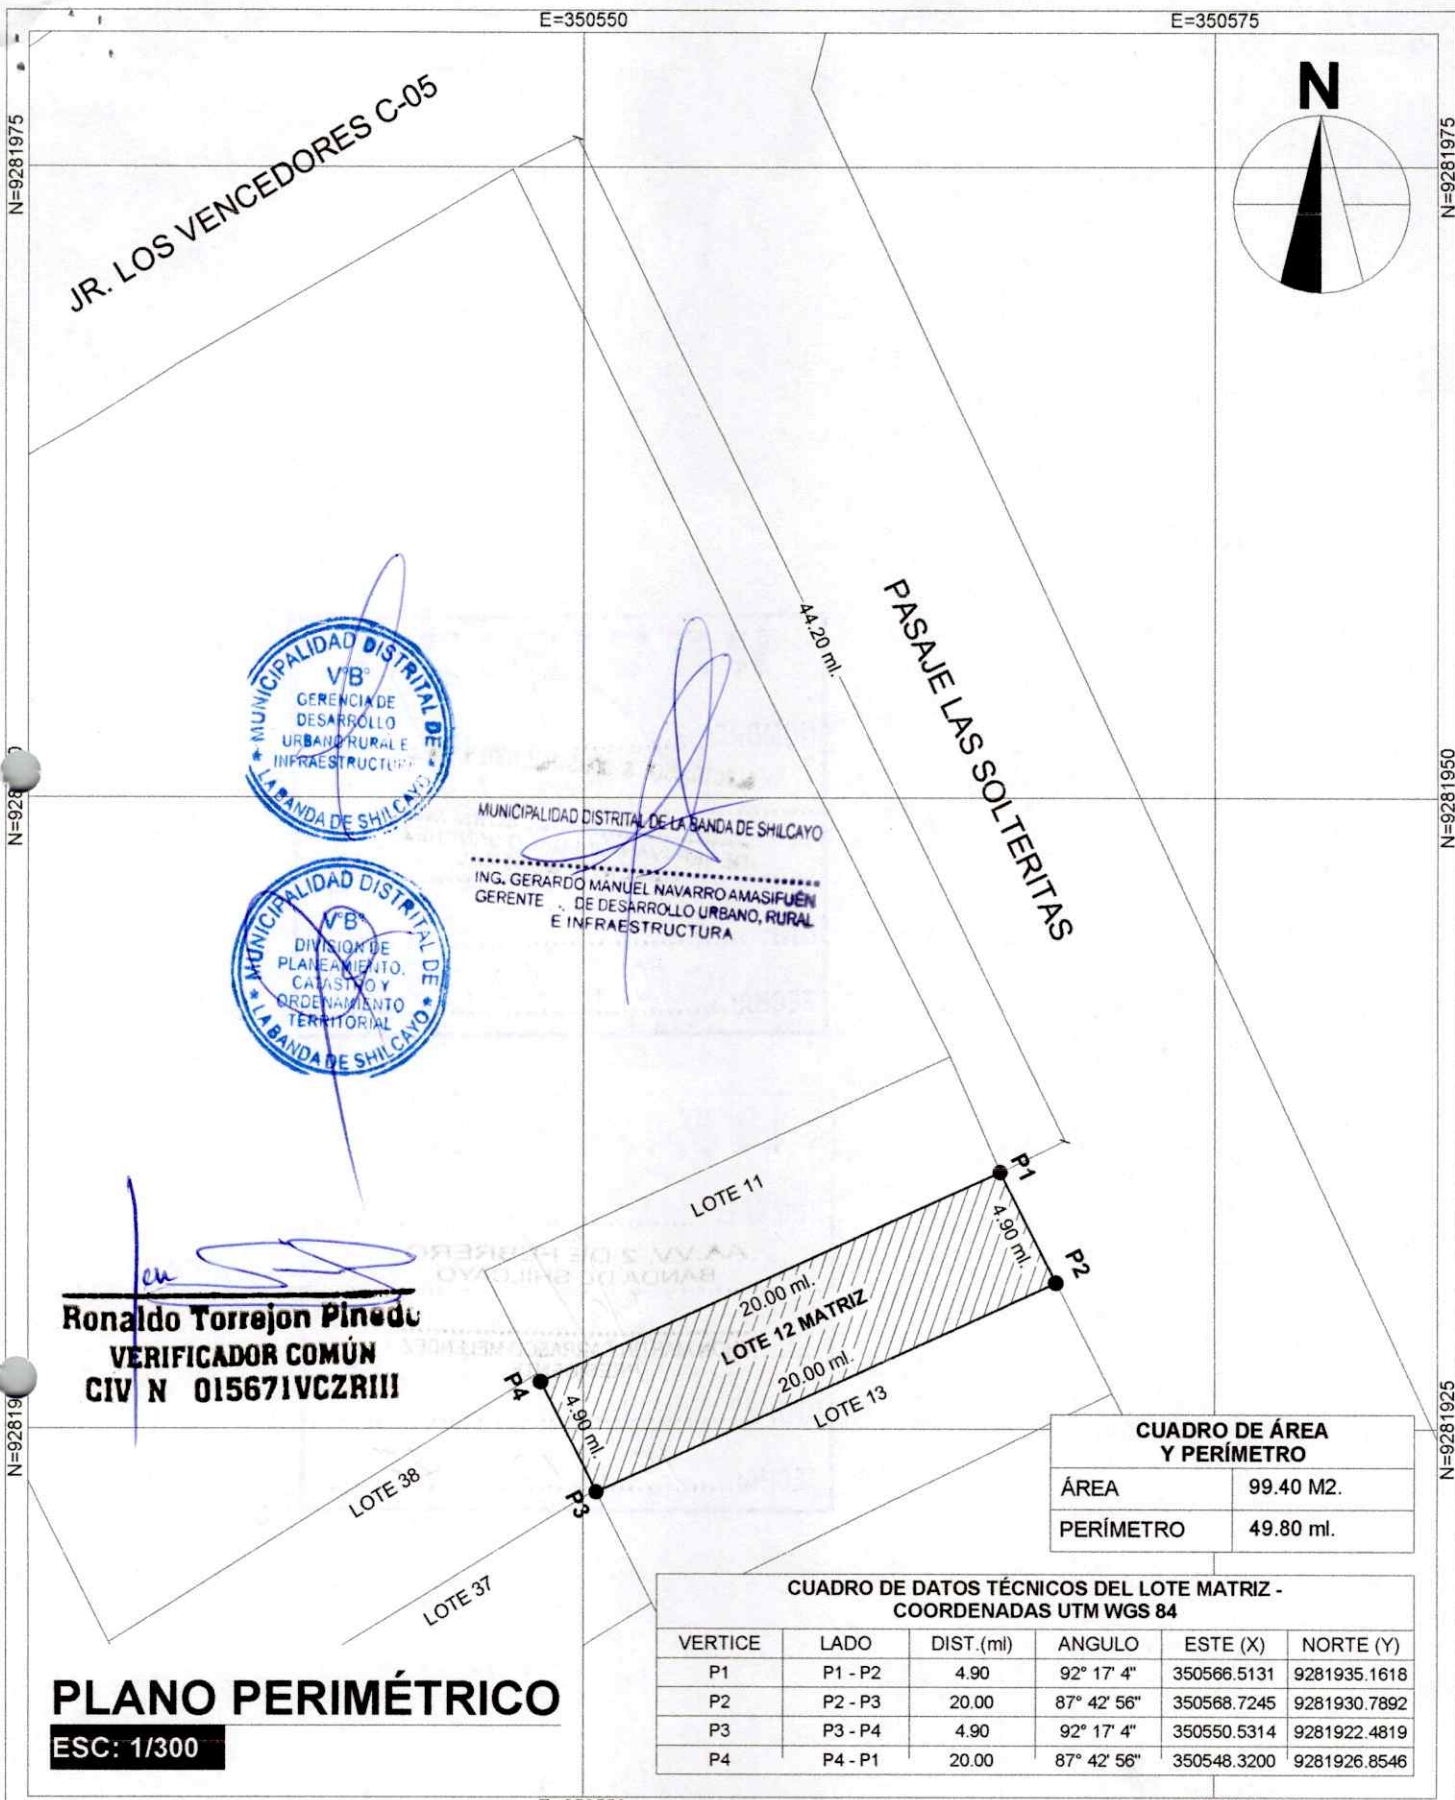 E=350550
E=350575
N=9281975
N=9281975
N
JR. LOS VENCEDORES C-05
44.20 ml.
PASAJE LAS SOLTERITAS
MUNICIPALIDAD DISTRITAL DE
V°B°
GERENCIA DE
DESARROLLO
URBANO RURAL E
INFRAESTRUCTURA
LA BANDA DE SHILCAYO
N=9281950
MUNICIPALIDAD DISTRITAL DE LA BANDA DE SHILCAYO
ING. GERARDO MANUEL NAVARRO AMASIFUÉN
GERENTE DE DESARROLLO URBANO, RURAL
E INFRAESTRUCTURA
MUNICIPALIDAD DISTRITAL DE
V°B°
DIVISIÓN DE
PLANEAMIENTO,
CATASTRO Y
ORDENAMIENTO
TERRITORIAL
LA BANDA DE SHILCAYO
LOTE 11
P1
4.90 ml.
P2
20.00 ml.
LOTE 12 MATRIZ
20.00 ml.
LOTE 13
P4
4.90 ml.
P3
LOTE 38
LOTE 37
Ronaldo Torrejon Pinedo
VERIFICADOR COMÚN
CIV N 015671VCZRIII
N=9281925
CUADRO DE ÁREA
Y PERÍMETRO
ÁREA 99.40 M2.
PERÍMETRO 49.80 ml.
CUADRO DE DATOS TÉCNICOS DEL LOTE MATRIZ -
COORDENADAS UTM WGS 84
VERTICE LADO DIST.(ml) ANGULO ESTE (X) NORTE (Y)
P1 P1 - P2 4.90 92° 17' 4" 350566.5131 9281935.1618
P2 P2 - P3 20.00 87° 42' 56" 350568.7245 9281930.7892
P3 P3 - P4 4.90 92° 17' 4" 350550.5314 9281922.4819
P4 P4 - P1 20.00 87° 42' 56" 350548.3200 9281926.8546
PLANO PERIMÉTRICO
ESC: 1/300